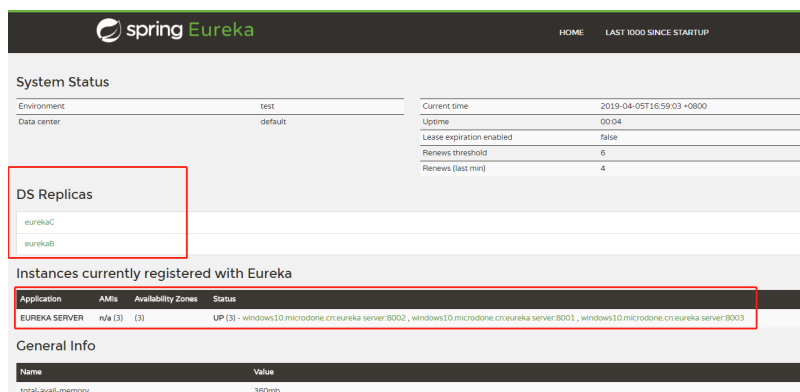 spring Eureka
HOME LAST 1000 SINCE STARTUP
System Status
Environment test Current time 2019-04-05T16:59:03 +0800
Data center default Uptime 00:04
Lease expiration enabled false
Renews threshold 6
Renews (last min) 4
DS Replicas
eurekaC
eurekaB
Instances currently registered with Eureka
Application AMIs Availability Zones Status
EUREKA SERVER n/a (3) (3) UP (3) - windows10.microdone.cn:eureka server:8002 , windows10.microdone.cn:eureka server:8001 , windows10.microdone.cn:eureka server:8003
General Info
Name Value
total-avail-memory 360mb